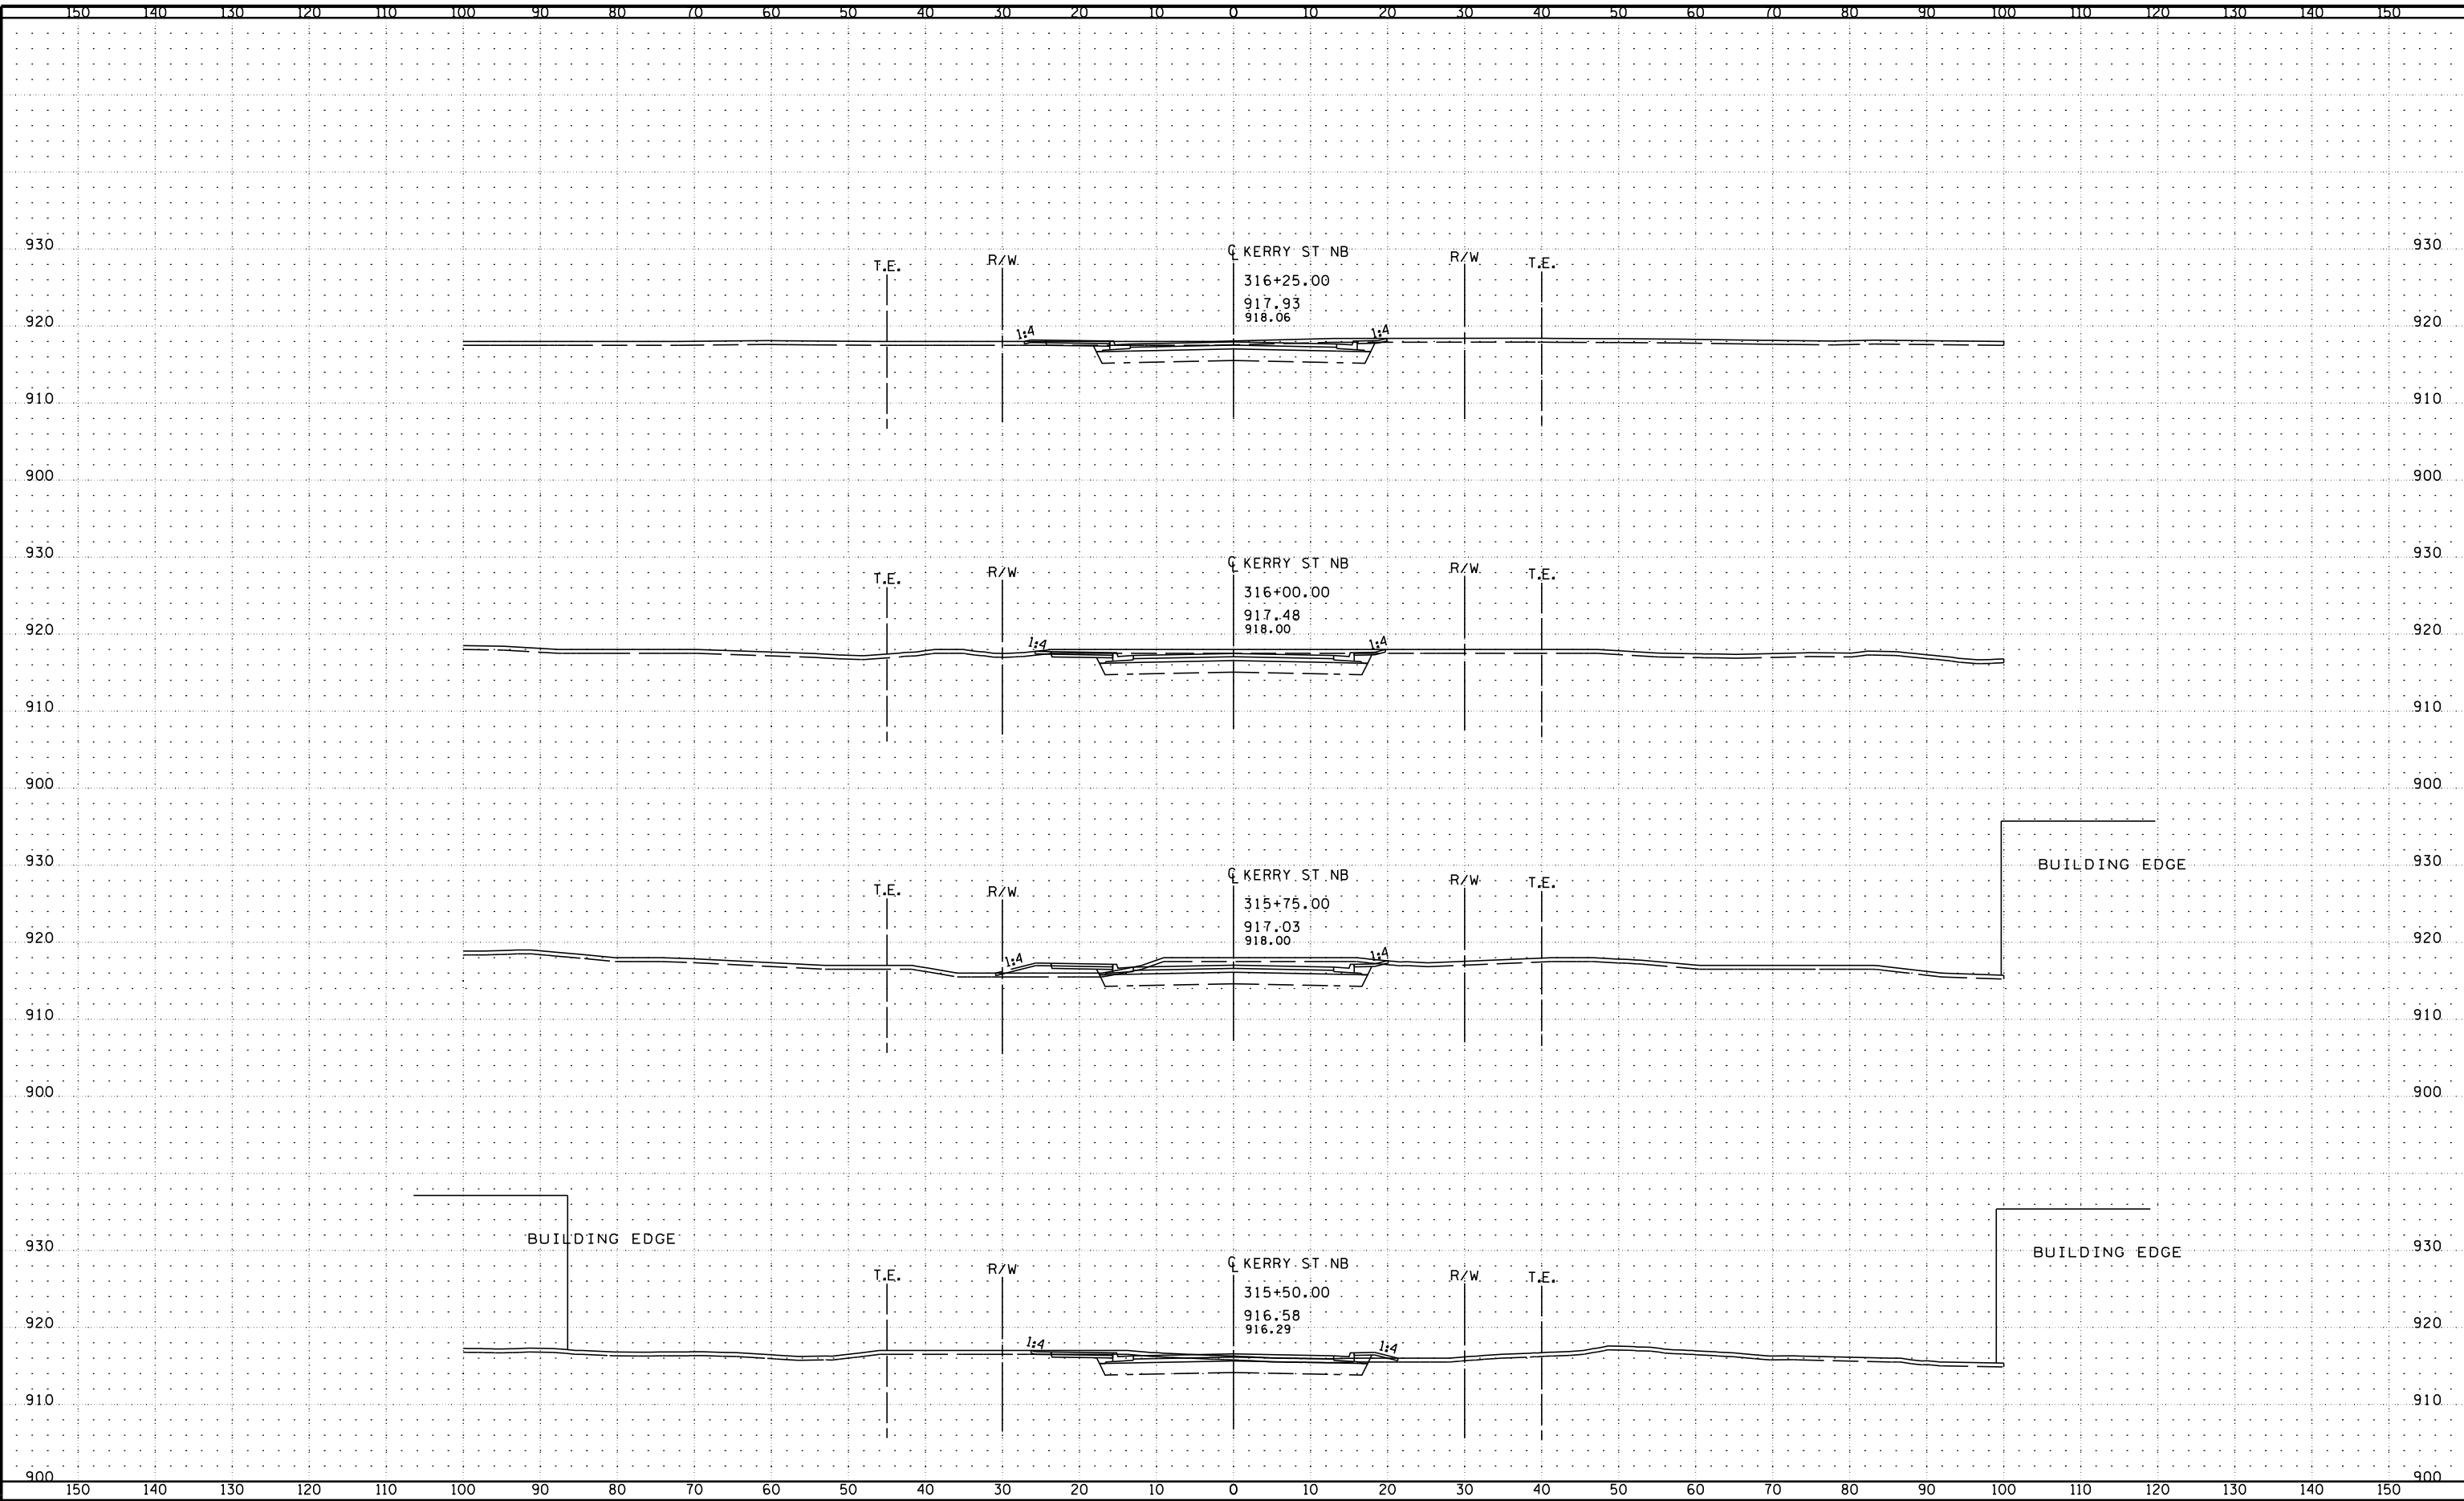 150 140 130 120 110 100 90 80 70 60 50 40 30 20 10 0 10 20 30 40 50 60 70 80 90 100 110 120 130 140 150
930 930
℄ KERRY ST NB
T.E. R/W R/W T.E.
316+25.00
917.93
918.06
920 920
1:4 1:4
910 910
900 900
930 930
℄ KERRY ST NB
T.E. R/W R/W T.E.
316+00.00
917.48
918.00
920 920
1:4 1:4
910 910
900 900
930 930
BUILDING EDGE
℄ KERRY ST NB
T.E. R/W R/W T.E.
315+75.00
917.03
918.00
920 920
1:4 1:4
910 910
900 900
BUILDING EDGE
930 930
BUILDING EDGE
℄ KERRY ST NB
T.E. R/W R/W T.E.
315+50.00
916.58
916.29
920 920
1:4 1:4
910 910
900 900
150 140 130 120 110 100 90 80 70 60 50 40 30 20 10 0 10 20 30 40 50 60 70 80 90 100 110 120 130 140 150